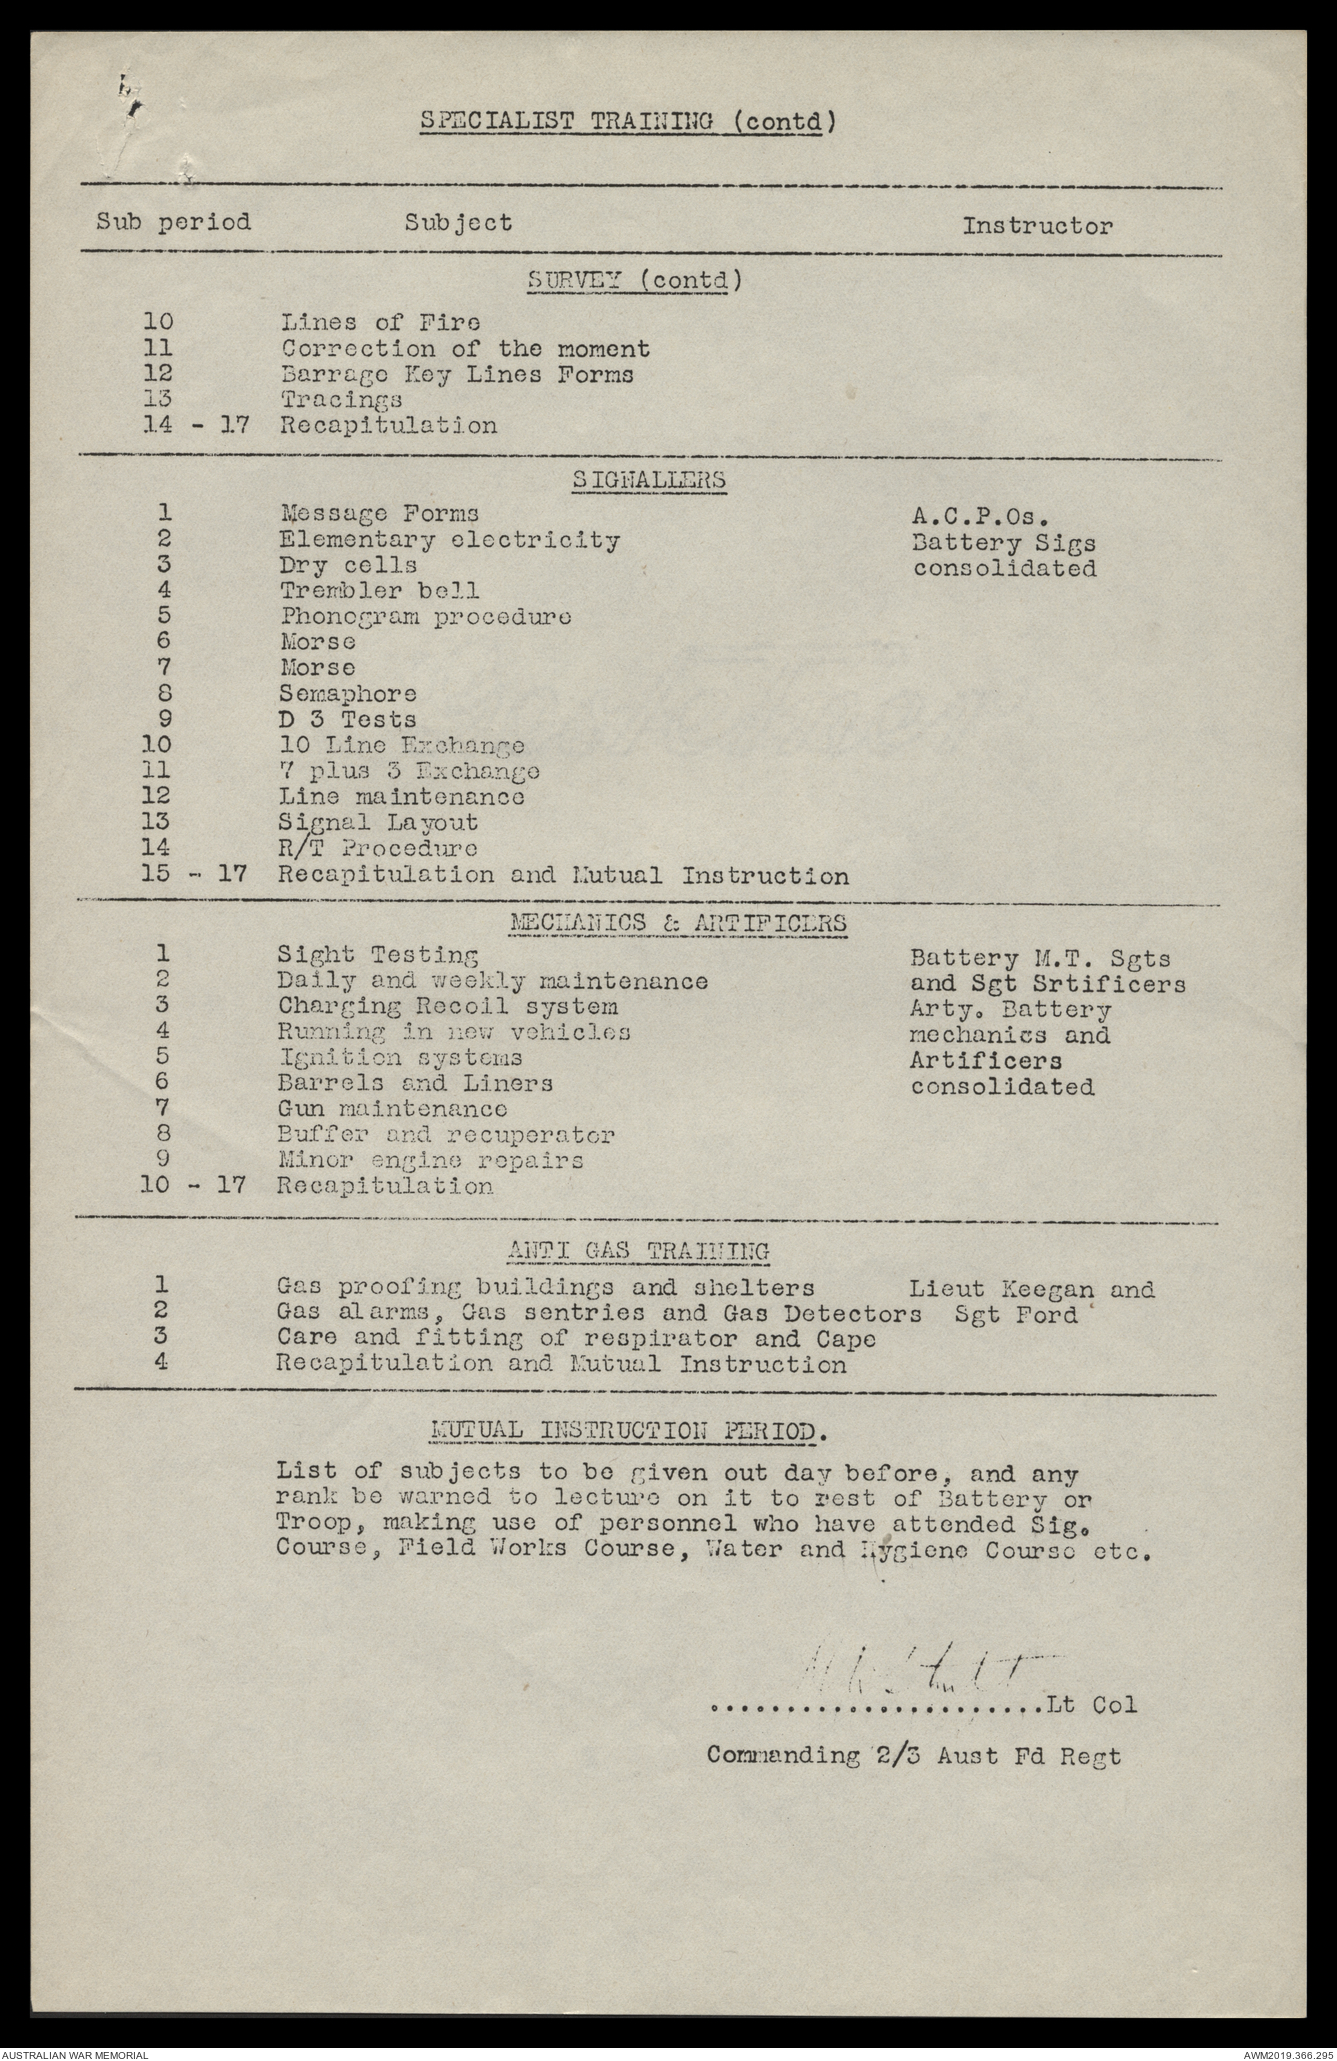 SPECIALIST TRAINING (contd)
Sub period Subject Instructor
SURVEY (contd)
10 Lines of Fire
11 Correction of the moment
12 Barrage Key Lines Forms
13 Tracings
14 - 17 Recapitulation
SIGNALLERS
1 Message Forms A.C.P.Os.
2 Elementary electricity Battery Sigs
3 Dry cells consolidated
4 Trembler bell
5 Phonogram procedure
6 Morse
7 Morse
8 Semaphore
9 D 3 Tests
10 10 Line Exchange
11 7 plus 3 Exchange
12 Line maintenance
13 Signal Layout
14 R/T Procedure
15 - 17 Recapitulation and Mutual Instruction
MECHANICS & ARTIFICERS
1 Sight Testing Battery M.T. Sgts
2 Daily and weekly maintenance and Sgt Srtificers
3 Charging Recoil system Arty. Battery
4 Running in new vehicles mechanics and
5 Ignition systems Artificers
6 Barrels and Liners consolidated
7 Gun maintenance
8 Buffer and recuperator
9 Minor engine repairs
10 - 17 Recapitulation
ANTI GAS TRAINING
1 Gas proofing buildings and shelters Lieut Keegan and
2 Gas alarms, Gas sentries and Gas Detectors Sgt Ford
3 Care and fitting of respirator and Cape
4 Recapitulation and Mutual Instruction
MUTUAL INSTRUCTION PERIOD.
List of subjects to be given out day before, and any
rank be warned to lecture on it to rest of Battery or
Troop, making use of personnel who have attended Sig.
Course, Field Works Course, Water and Hygiene Course etc.
......................Lt Col
Commanding 2/3 Aust Fd Regt
AUSTRALIAN WAR MEMORIAL AWM2019.366.295